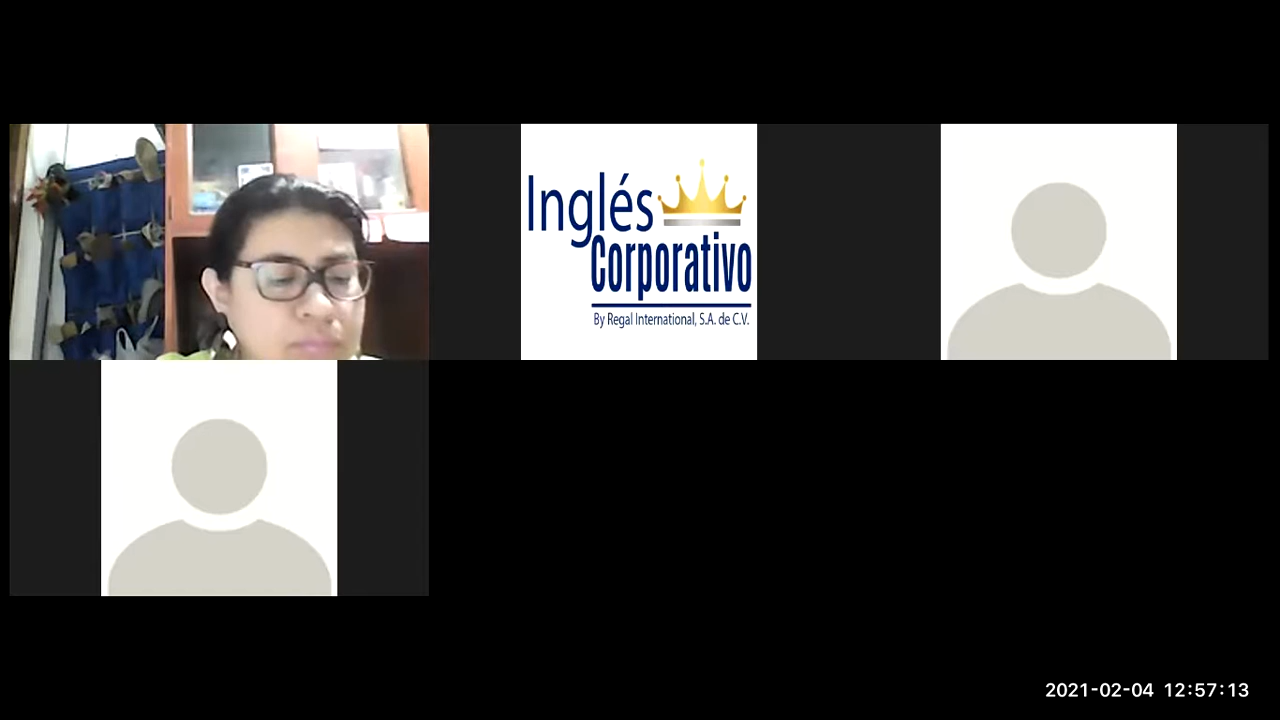 Inglés
Corporativo
By Regal International, S.A. de C.V.
2021-02-04 12:57:13